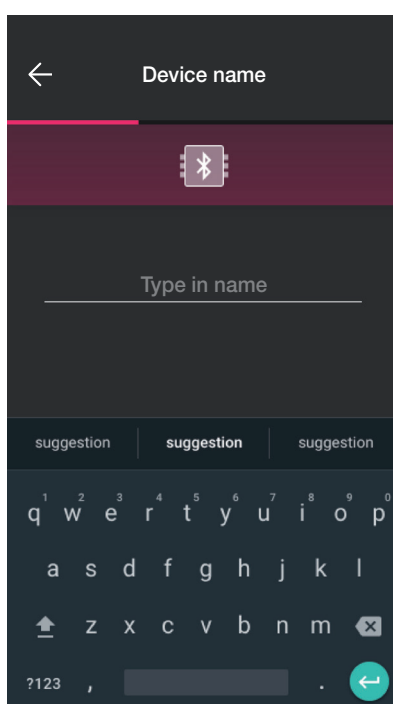 Device name
Type in name
suggestion suggestion suggestion
1 2 3 4 5 6 7 8 9 0
q w e r t y u i o p
a s d f g h j k l
z x c v b n m
?123 , .